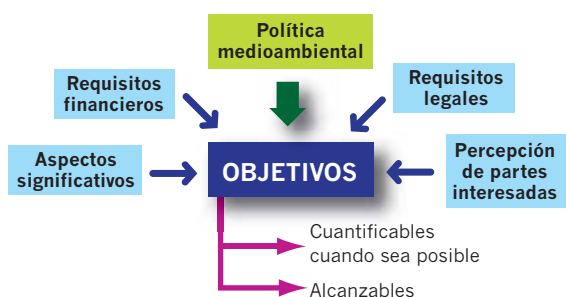 Política
medioambiental
Requisitos
financieros
Requisitos
legales
Aspectos
significativos
OBJETIVOS
Percepción
de partes
interesadas
Cuantificables
cuando sea posible
Alcanzables